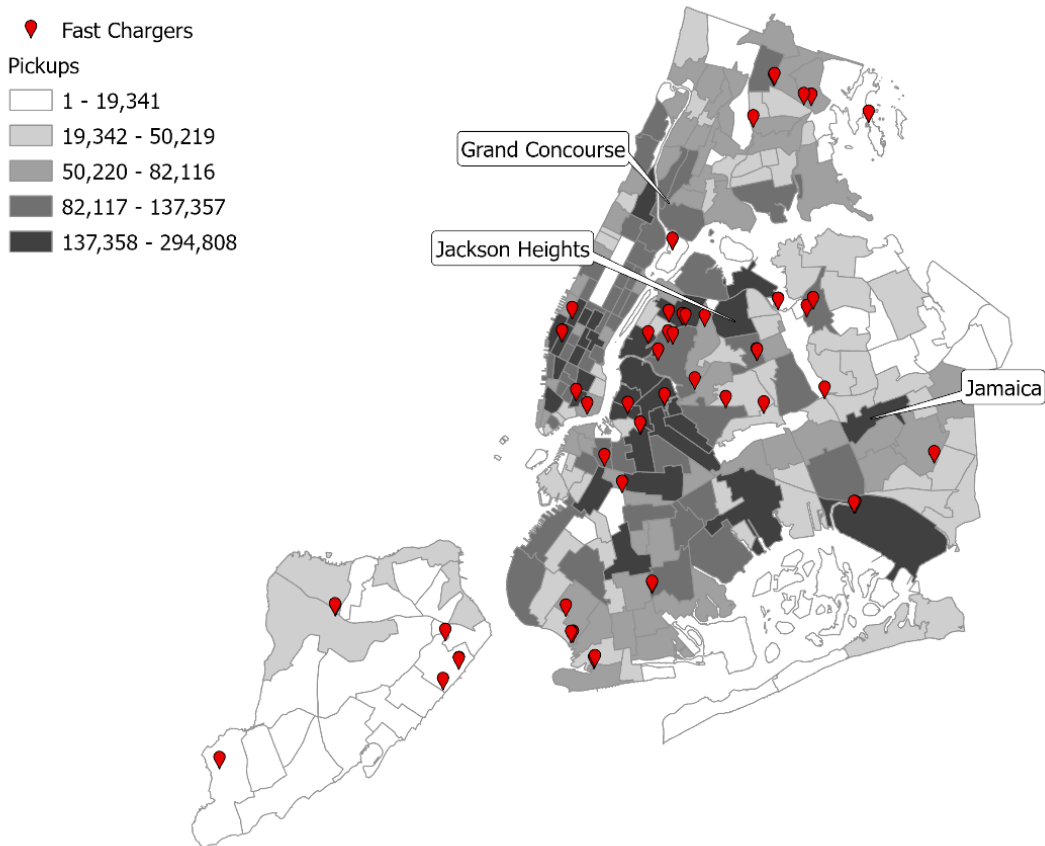 Fast Chargers
Pickups
1 - 19,341
19,342 - 50,219
50,220 - 82,116
82,117 - 137,357
137,358 - 294,808
Grand Concourse
Jackson Heights
Jamaica